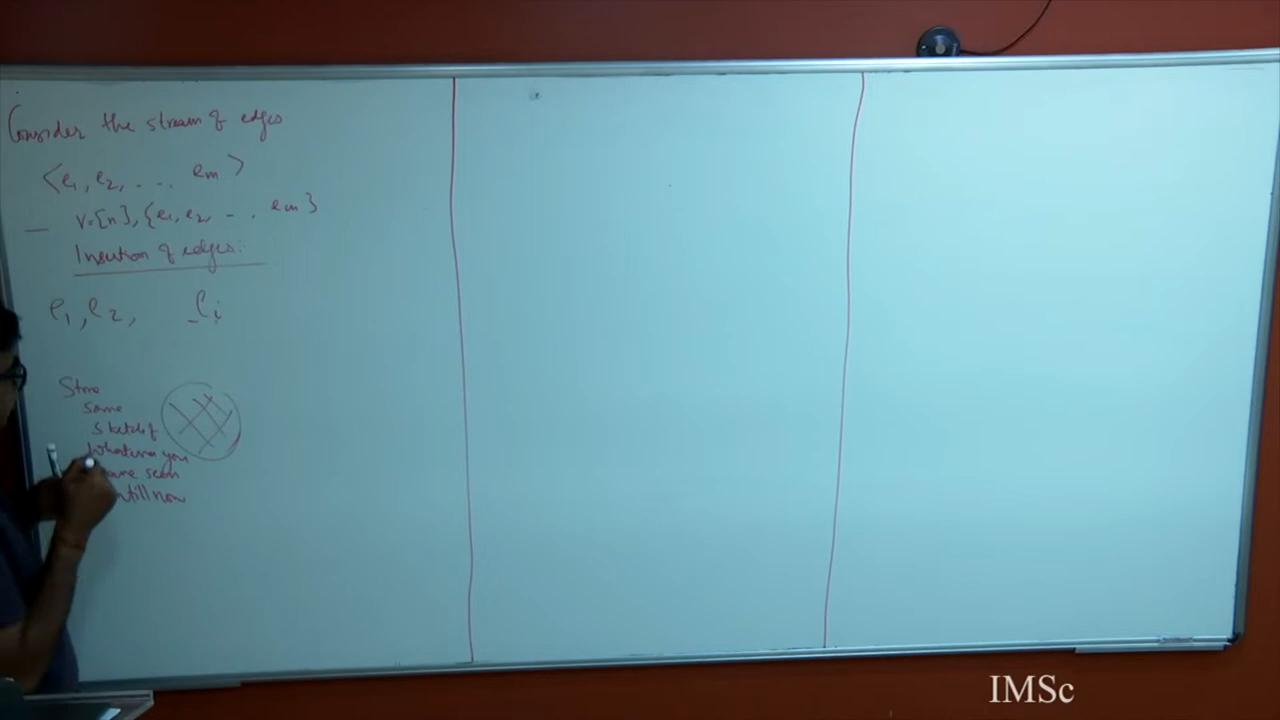 Consider the stream of edges
<e1, e2, . . . em>
— V=[n], {e1, e2, - . . em}
Insertion of edges:
e1, e2, ei
Store
some
sketch of
whatever you
have seen
till now
IMSc